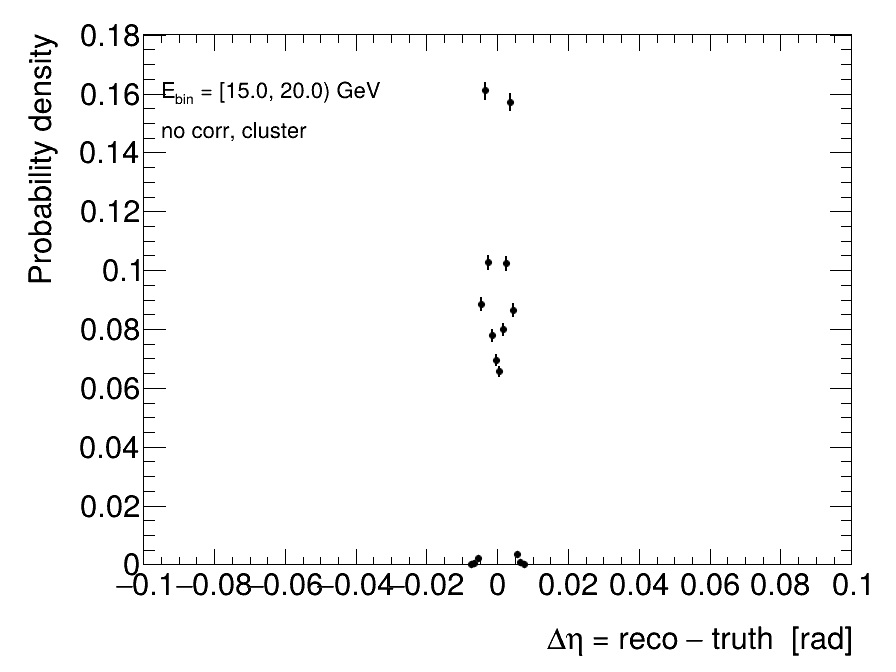 Probability density
0.18
0.16
0.14
0.12
0.1
0.08
0.06
0.04
0.02
0
E_bin = [15.0, 20.0) GeV
no corr, cluster
−0.1 −0.08 −0.06 −0.04 −0.02 0 0.02 0.04 0.06 0.08 0.1
Δη = reco − truth [rad]